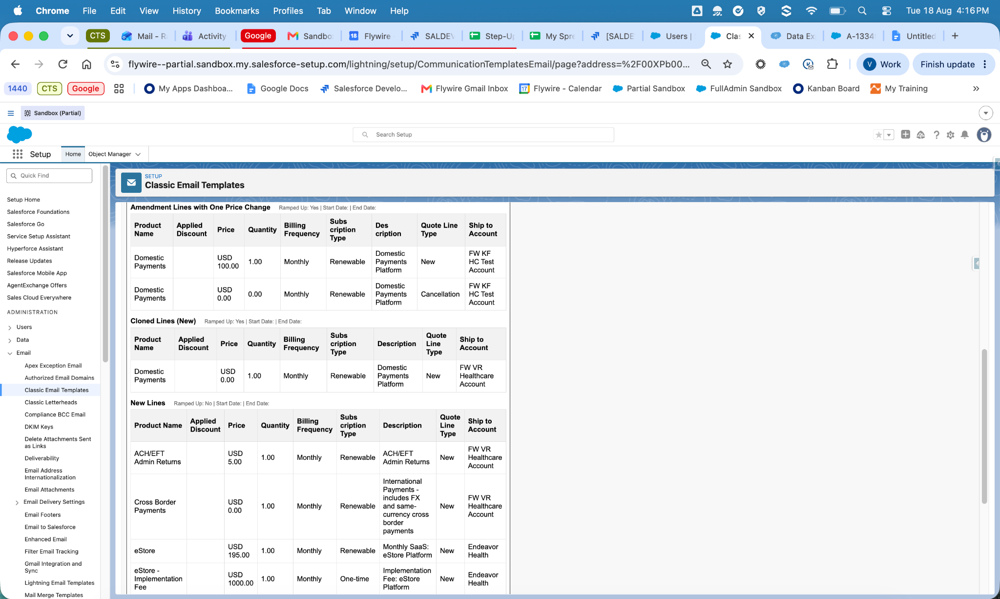 Chrome File Edit View History Bookmarks Profiles Tab Window Help Tue 18 Aug 4:16 PM
CTS Mail - R Activity Google Sandbo 18 Flywire SALDEV Step-U My Spre [SALDE Users | Clas Data Ex A-1334 Untitled
flywire--partial.sandbox.my.salesforce-setup.com/lightning/setup/CommunicationTemplatesEmail/page?address=%2F00XPb00... V Work Finish update
1440 CTS Google My Apps Dashboa... Google Docs Salesforce Develo... Flywire Gmail Inbox 17 Flywire - Calendar Partial Sandbox FullAdmin Sandbox Kanban Board My Training
Sandbox (Partial)
Search Setup
Setup Home Object Manager
Quick Find
Setup Home
Salesforce Foundations
Salesforce Go
Service Setup Assistant
Hyperforce Assistant
Release Updates
Salesforce Mobile App
AgentExchange Offers
Sales Cloud Everywhere
ADMINISTRATION
Users
Data
Email
Apex Exception Email
Authorized Email Domains
Classic Email Templates
Classic Letterheads
Compliance BCC Email
DKIM Keys
Delete Attachments Sent
as Links
Deliverability
Email Address
Internationalization
Email Attachments
Email Delivery Settings
Email Footers
Email to Salesforce
Enhanced Email
Filter Email Tracking
Gmail Integration and
Sync
Lightning Email Templates
Mail Merge Templates
SETUP
Classic Email Templates
Amendment Lines with One Price Change Ramped Up: Yes | Start Date: | End Date:
Product Name Applied Discount Price Quantity Billing Frequency Subs cription Type Des cription Quote Line Type Ship to Account
Domestic Payments USD 100.00 1.00 Monthly Renewable Domestic Payments Platform New FW KF HC Test Account
Domestic Payments USD 0.00 0.00 Monthly Renewable Domestic Payments Platform Cancellation FW KF HC Test Account
Cloned Lines (New) Ramped Up: Yes | Start Date: | End Date:
Product Name Applied Discount Price Quantity Billing Frequency Subs cription Type Description Quote Line Type Ship to Account
Domestic Payments USD 0.00 1.00 Monthly Renewable Domestic Payments Platform New FW VR Healthcare Account
New Lines Ramped Up: No | Start Date: | End Date:
Product Name Applied Discount Price Quantity Billing Frequency Subs cription Type Description Quote Line Type Ship to Account
ACH/EFT Admin Returns USD 5.00 1.00 Monthly Renewable ACH/EFT Admin Returns New FW VR Healthcare Account
Cross Border Payments USD 0.00 1.00 Monthly Renewable International Payments - includes FX and same-currency cross border payments New FW VR Healthcare Account
eStore USD 195.00 1.00 Monthly Renewable Monthly SaaS: eStore Platform New Endeavor Health
eStore - Implementation Fee USD 1000.00 1.00 Monthly One-time Implementation Fee: eStore Platform New Endeavor Health